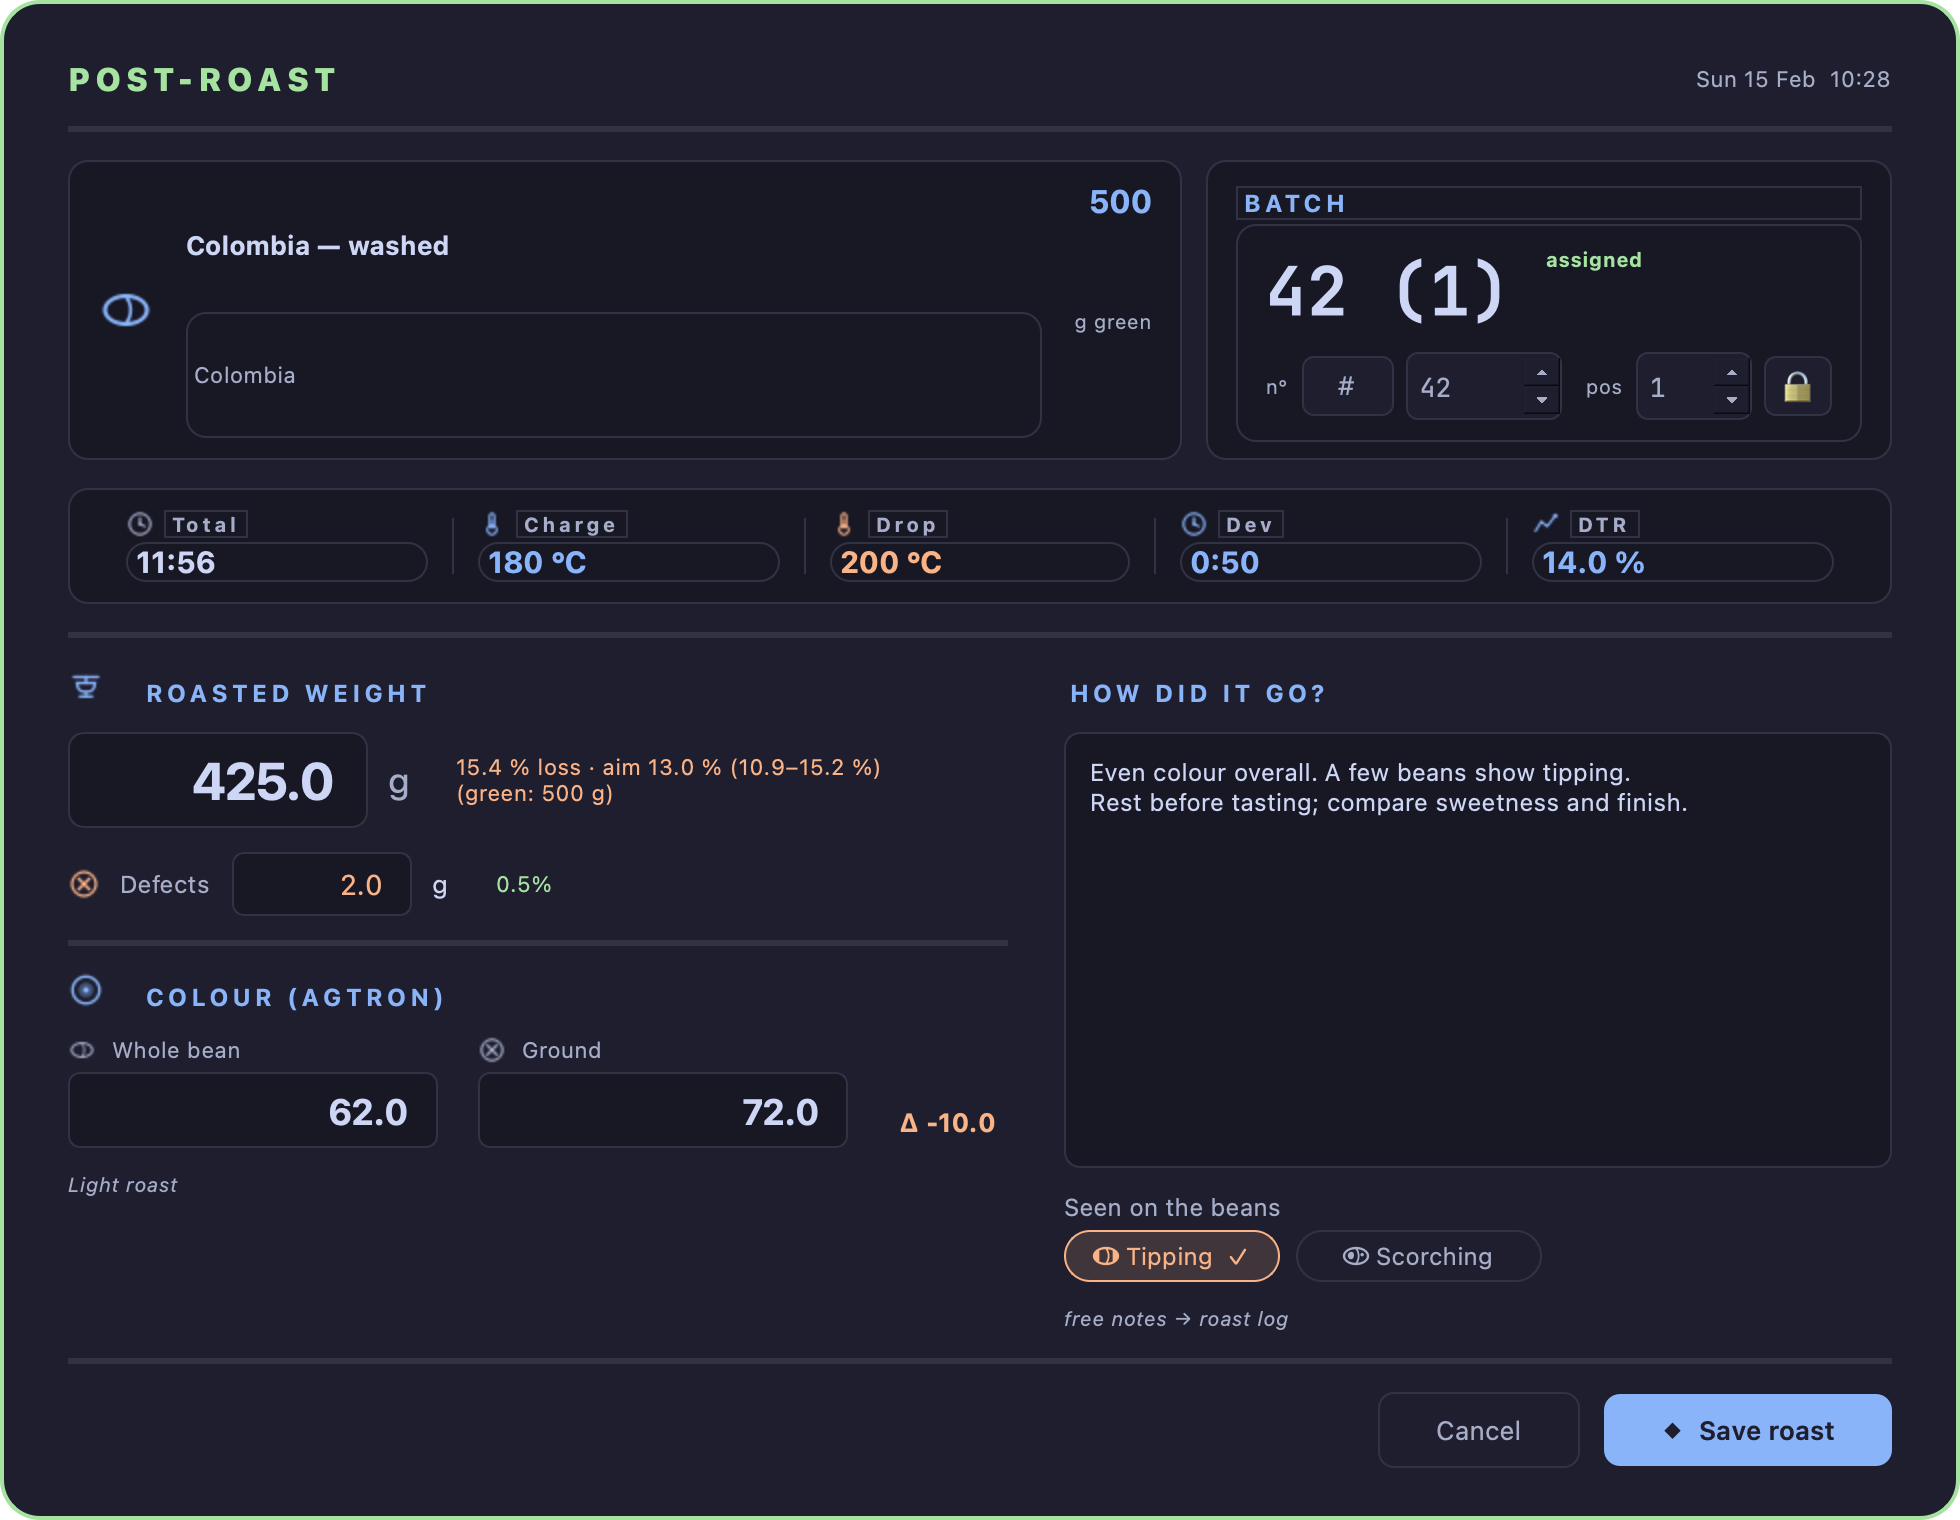 POST-ROAST
Sun 15 Feb 10:28
500
Colombia — washed
g green
Colombia
BATCH
42 (1)
assigned
n° # 42 pos 1
Total
11:56
Charge
180 °C
Drop
200 °C
Dev
0:50
DTR
14.0 %
ROASTED WEIGHT
425.0 g
15.4 % loss · aim 13.0 % (10.9–15.2 %)
(green: 500 g)
Defects 2.0 g 0.5%
COLOUR (AGTRON)
Whole bean
62.0
Ground
72.0
Δ -10.0
Light roast
HOW DID IT GO?
Even colour overall. A few beans show tipping.
Rest before tasting; compare sweetness and finish.
Seen on the beans
Tipping ✓
Scorching
free notes → roast log
Cancel
◆ Save roast